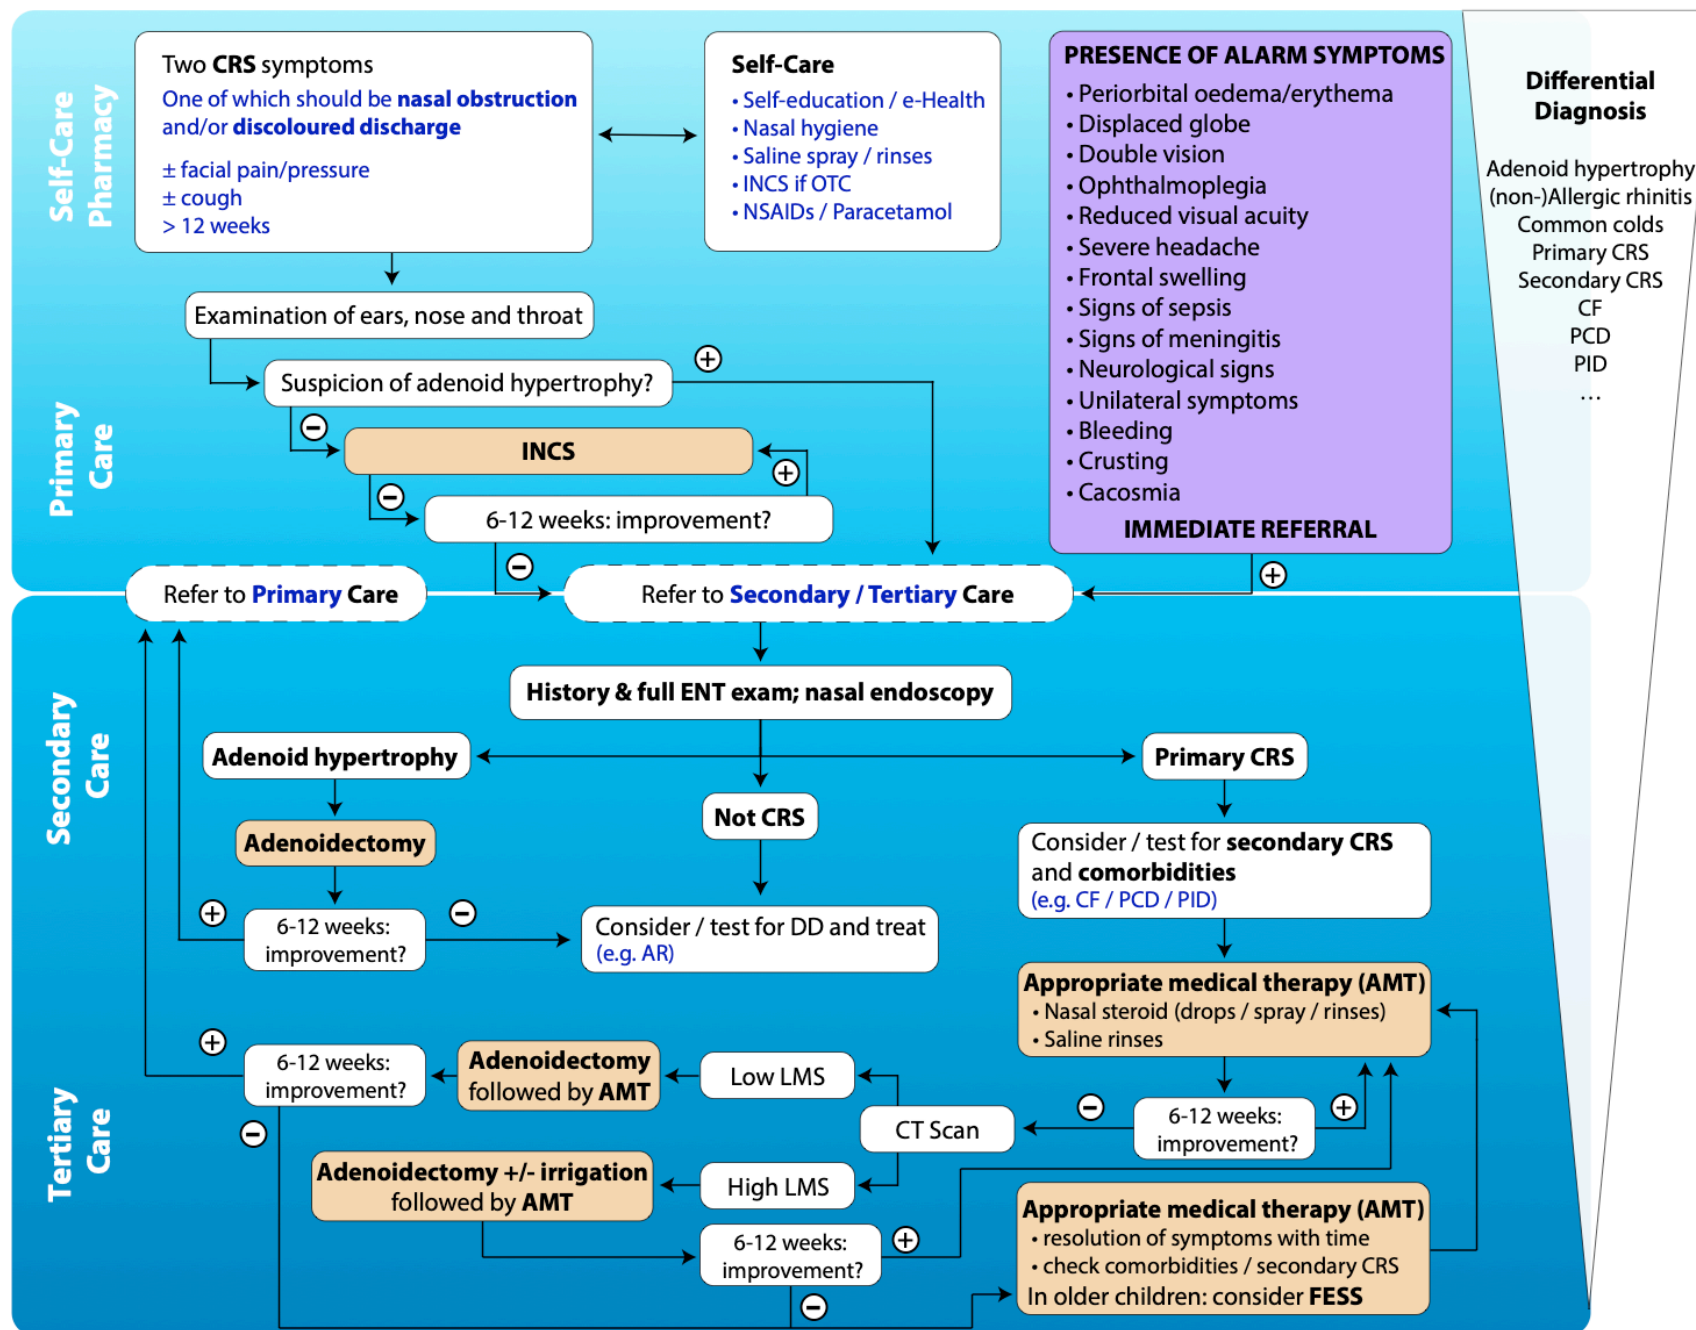 Self-Care
Pharmacy
Two CRS symptoms
One of which should be nasal obstruction
and/or discoloured discharge
± facial pain/pressure
± cough
> 12 weeks
Self-Care
• Self-education / e-Health
• Nasal hygiene
• Saline spray / rinses
• INCS if OTC
• NSAIDs / Paracetamol
PRESENCE OF ALARM SYMPTOMS
• Periorbital oedema/erythema
• Displaced globe
• Double vision
• Ophthalmoplegia
• Reduced visual acuity
• Severe headache
• Frontal swelling
• Signs of sepsis
• Signs of meningitis
• Neurological signs
• Unilateral symptoms
• Bleeding
• Crusting
• Cacosmia
IMMEDIATE REFERRAL
+
Differential
Diagnosis
Adenoid hypertrophy
(non-)Allergic rhinitis
Common colds
Primary CRS
Secondary CRS
CF
PCD
PID
...
Primary
Care
Examination of ears, nose and throat
Suspicion of adenoid hypertrophy?
+
−
INCS
−
+
6-12 weeks: improvement?
−
Refer to Primary Care
Refer to Secondary / Tertiary Care
Secondary
Care
History & full ENT exam; nasal endoscopy
Adenoid hypertrophy
Adenoidectomy
+
6-12 weeks:
improvement?
−
Not CRS
Consider / test for DD and treat
(e.g. AR)
Primary CRS
Consider / test for secondary CRS
and comorbidities
(e.g. CF / PCD / PID)
Appropriate medical therapy (AMT)
• Nasal steroid (drops / spray / rinses)
• Saline rinses
Tertiary
Care
−
6-12 weeks:
improvement?
+
CT Scan
Low LMS
Adenoidectomy
followed by AMT
6-12 weeks:
improvement?
+
−
High LMS
Adenoidectomy +/- irrigation
followed by AMT
6-12 weeks:
improvement?
+
−
Appropriate medical therapy (AMT)
• resolution of symptoms with time
• check comorbidities / secondary CRS
In older children: consider FESS